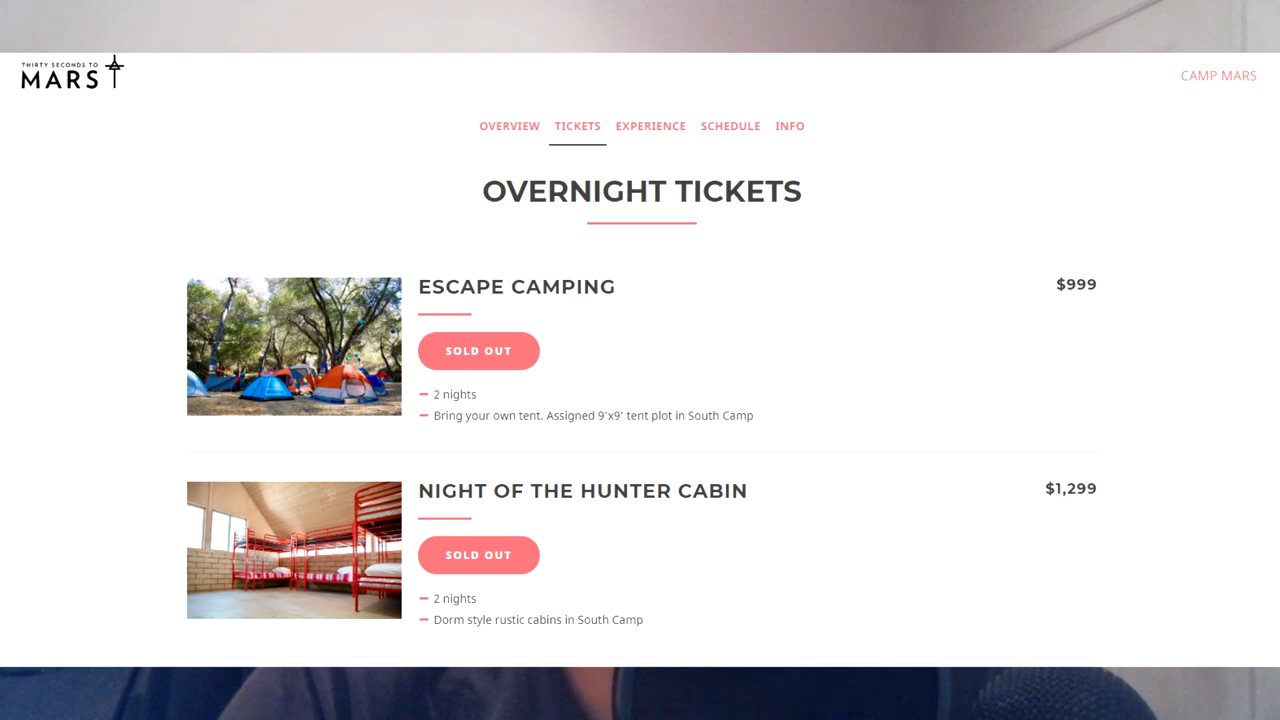 THIRTY SECONDS TO
MARS
CAMP MARS
OVERVIEW TICKETS EXPERIENCE SCHEDULE INFO
OVERNIGHT TICKETS
ESCAPE CAMPING
$999
SOLD OUT
2 nights
Bring your own tent. Assigned 9'x9' tent plot in South Camp
NIGHT OF THE HUNTER CABIN
$1,299
SOLD OUT
2 nights
Dorm style rustic cabins in South Camp